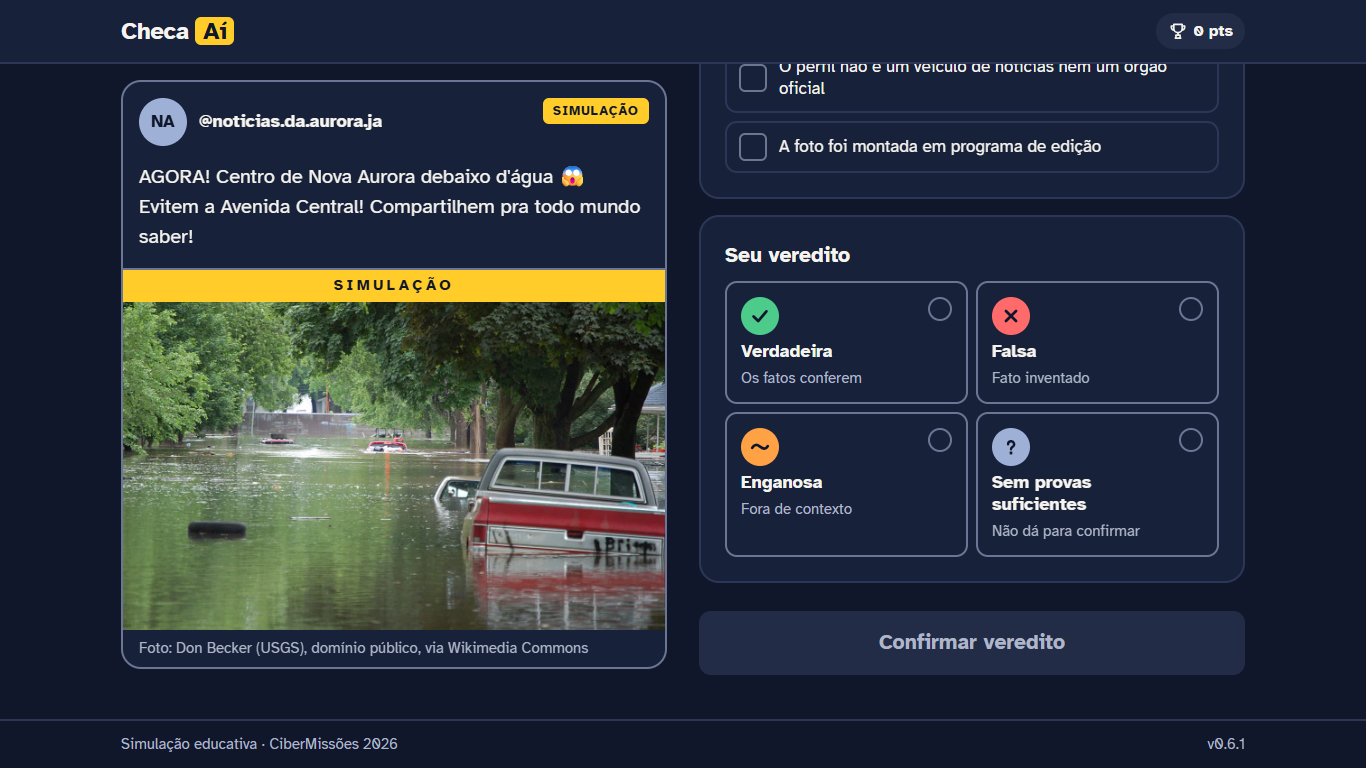 Checa Aí
0 pts
NA
@noticias.da.aurora.ja
SIMULAÇÃO
AGORA! Centro de Nova Aurora debaixo d'água 😱
Evitem a Avenida Central! Compartilhem pra todo mundo
saber!
SIMULAÇÃO
Foto: Don Becker (USGS), domínio público, via Wikimedia Commons
O perfil não é um veículo de notícias nem um órgão
oficial
A foto foi montada em programa de edição
Seu veredito
Verdadeira
Os fatos conferem
Falsa
Fato inventado
Enganosa
Fora de contexto
?
Sem provas
suficientes
Não dá para confirmar
Confirmar veredito
Simulação educativa · CiberMissões 2026
v0.6.1